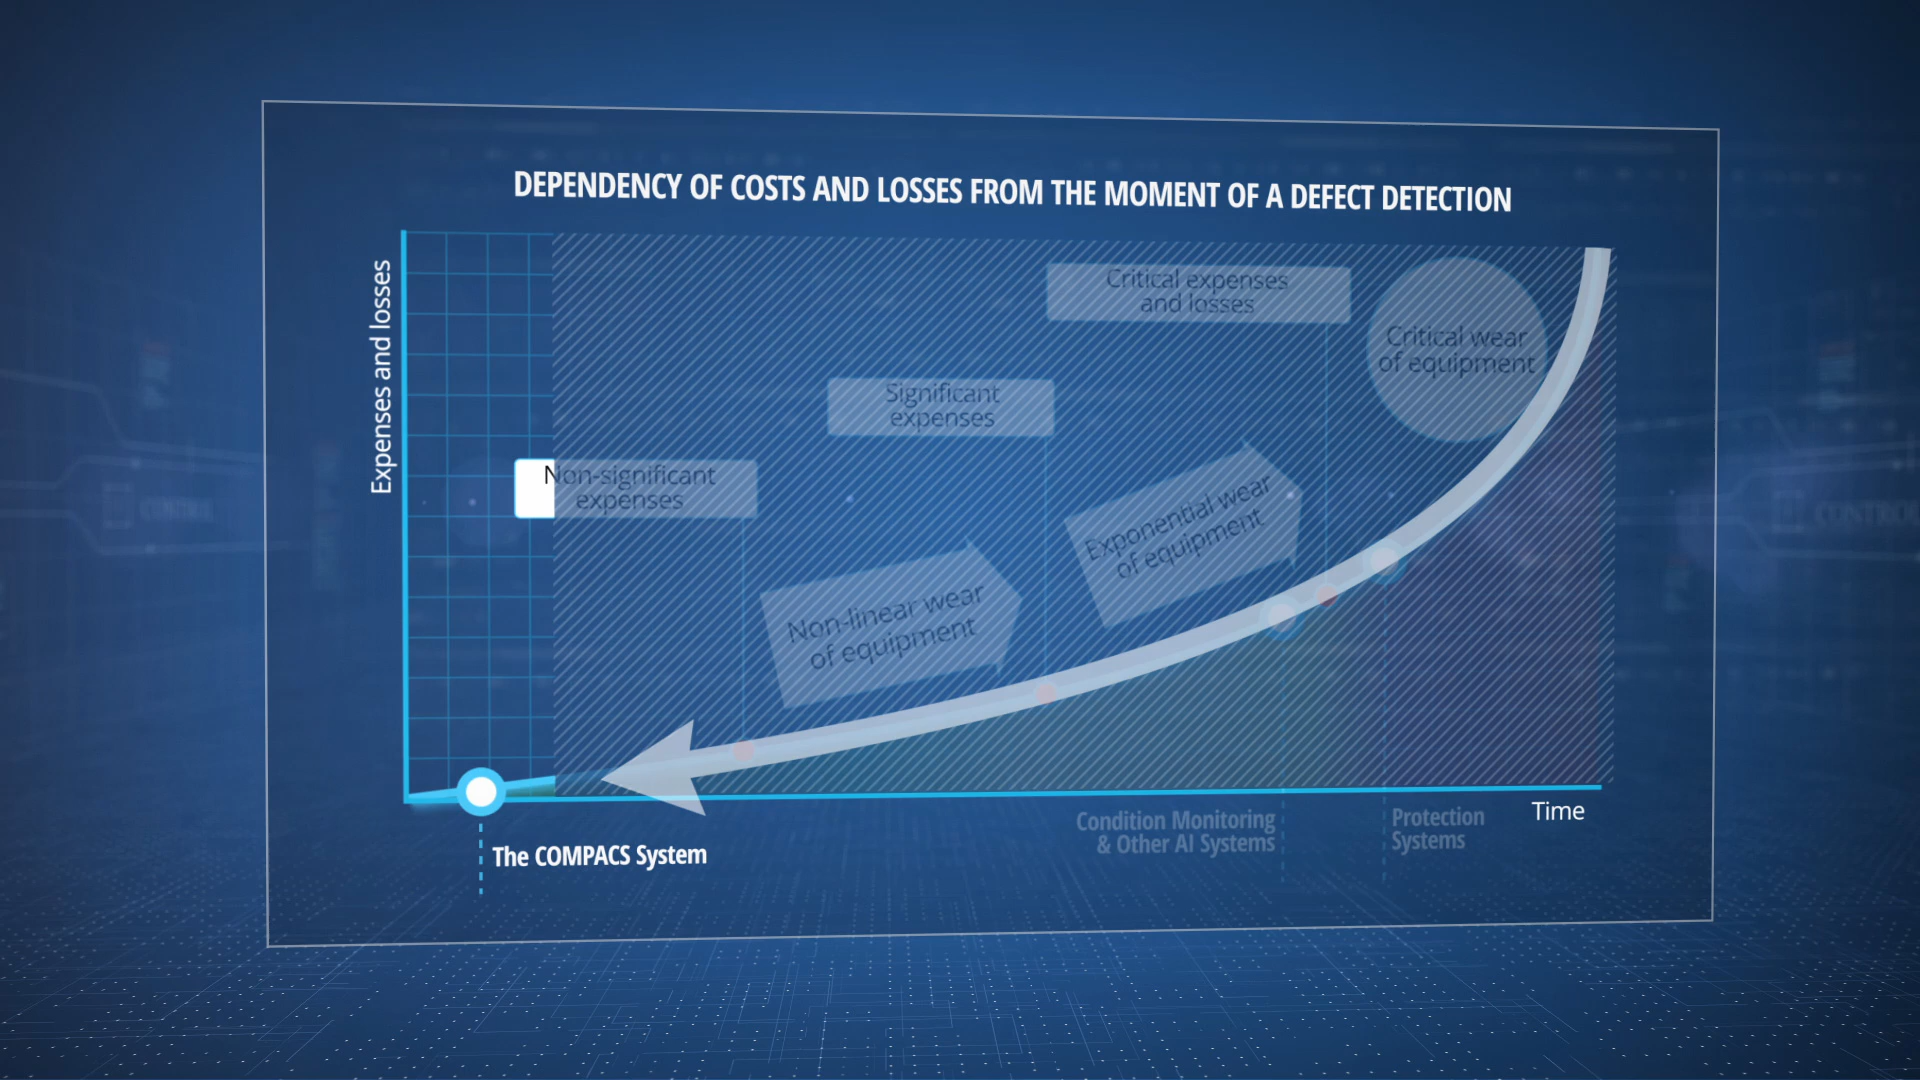 DEPENDENCY OF COSTS AND LOSSES FROM THE MOMENT OF A DEFECT DETECTION
Expenses and losses
Critical expenses
and losses
Critical wear
of equipment
Significant
expenses
Non-significant
expenses
Exponential wear
of equipment
Non-linear wear
of equipment
Time
Condition Monitoring
& Other AI Systems
Protection
Systems
The COMPACS System
CONTROL